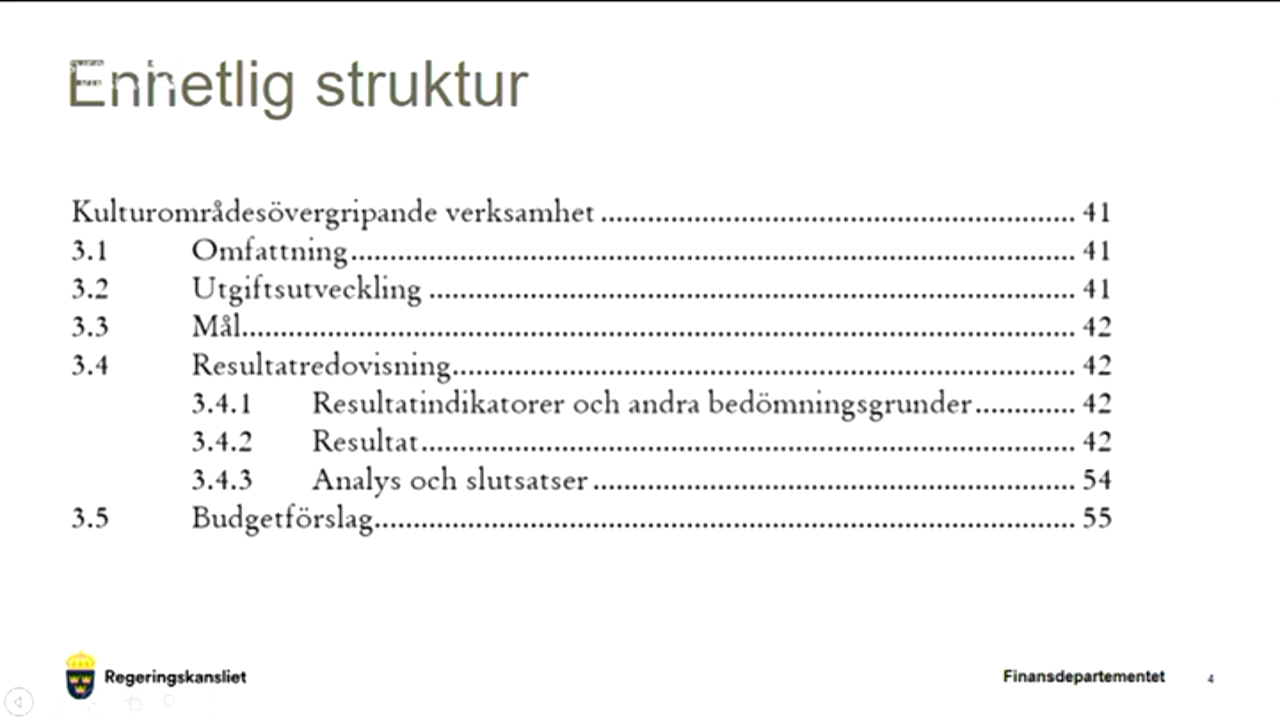 Enhetlig struktur
Kulturområdesövergripande verksamhet ............................................................. 41
3.1 Omfattning............................................................................................. 41
3.2 Utgiftsutveckling ................................................................................... 41
3.3 Mål........................................................................................................... 42
3.4 Resultatredovisning................................................................................ 42
3.4.1 Resultatindikatorer och andra bedömningsgrunder............. 42
3.4.2 Resultat.................................................................................... 42
3.4.3 Analys och slutsatser .............................................................. 54
3.5 Budgetförslag.......................................................................................... 55
Regeringskansliet
Finansdepartementet 4